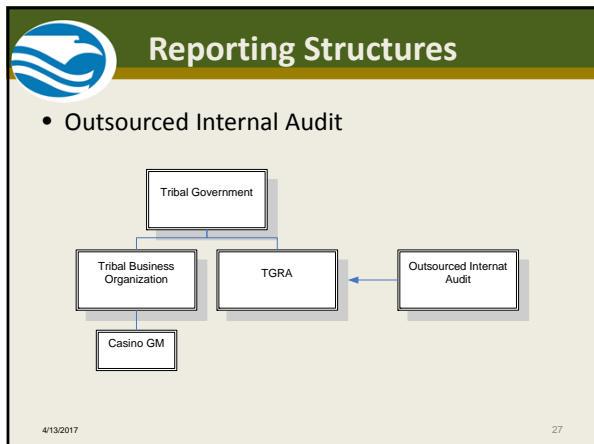 Reporting Structures
• Outsourced Internal Audit
Tribal Government
Tribal Business
Organization
TGRA
Outsourced Internat
Audit
Casino GM
4/13/2017
27